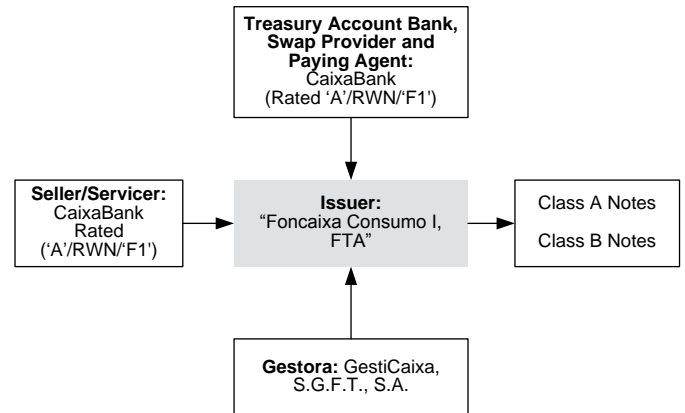 Treasury Account Bank,
Swap Provider and
Paying Agent:
CaixaBank
(Rated ‘A’/RWN/‘F1')
Seller/Servicer:
CaixaBank
Rated
(‘A’/RWN/‘F1')
Issuer:
“Foncaixa Consumo I,
FTA”
Class A Notes
Class B Notes
Gestora: GestiCaixa,
S.G.F.T., S.A.